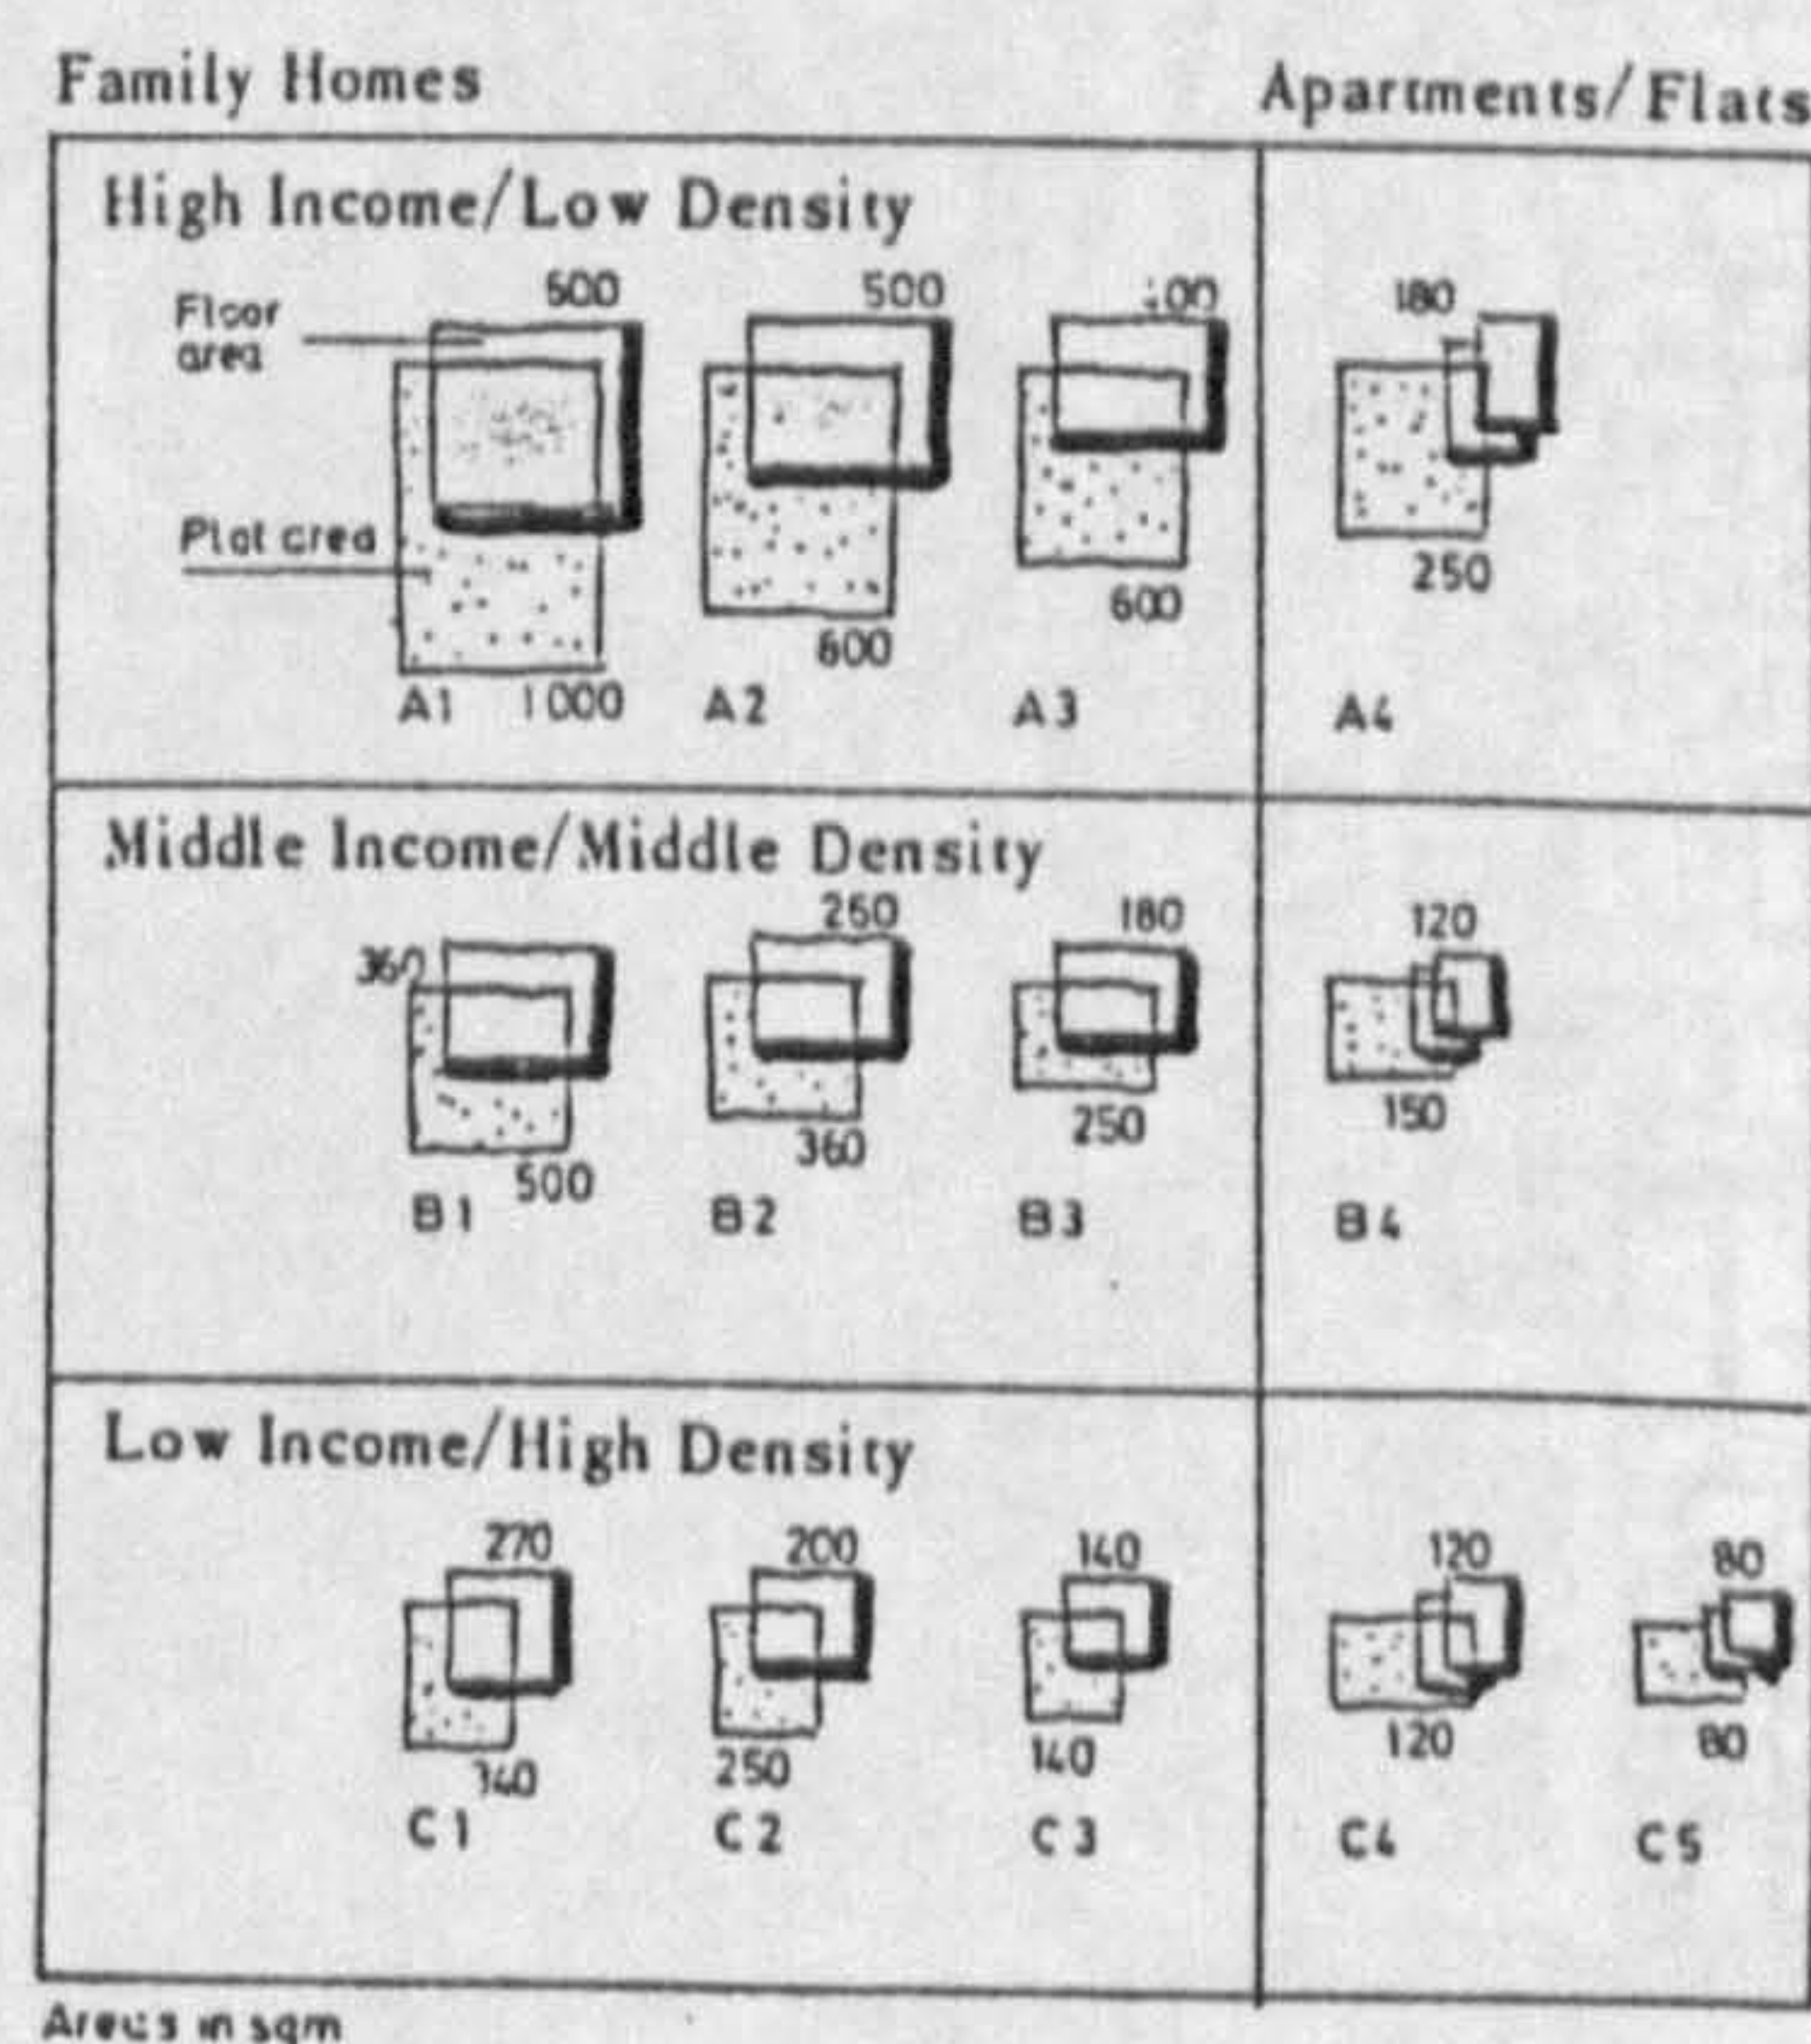 Family Homes
Apartments/Flats
High Income/Low Density
600 500 180
Floor
area
Plot area
250
600
A1 1000 A2 A3 A4
Middle Income/Middle Density
360 250 180 120
500 360 250 150
B1 B2 B3 B4
Low Income/High Density
270 200 140 120 80
250 140 120 80
C1 C2 C3 C4 C5
Areas in sqm